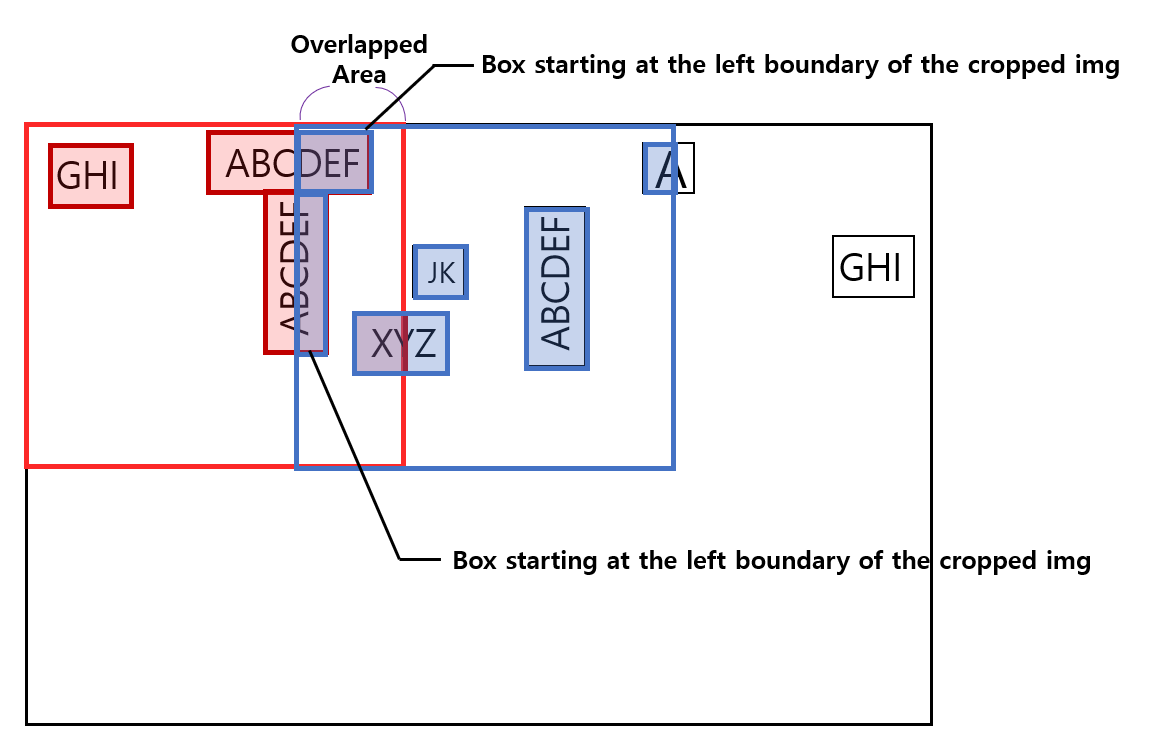 Overlapped
Area
Box starting at the left boundary of the cropped img
GHI
ABCDEF
A
ABCDEF
JK
ABCDEF
GHI
XYZ
Box starting at the left boundary of the cropped img